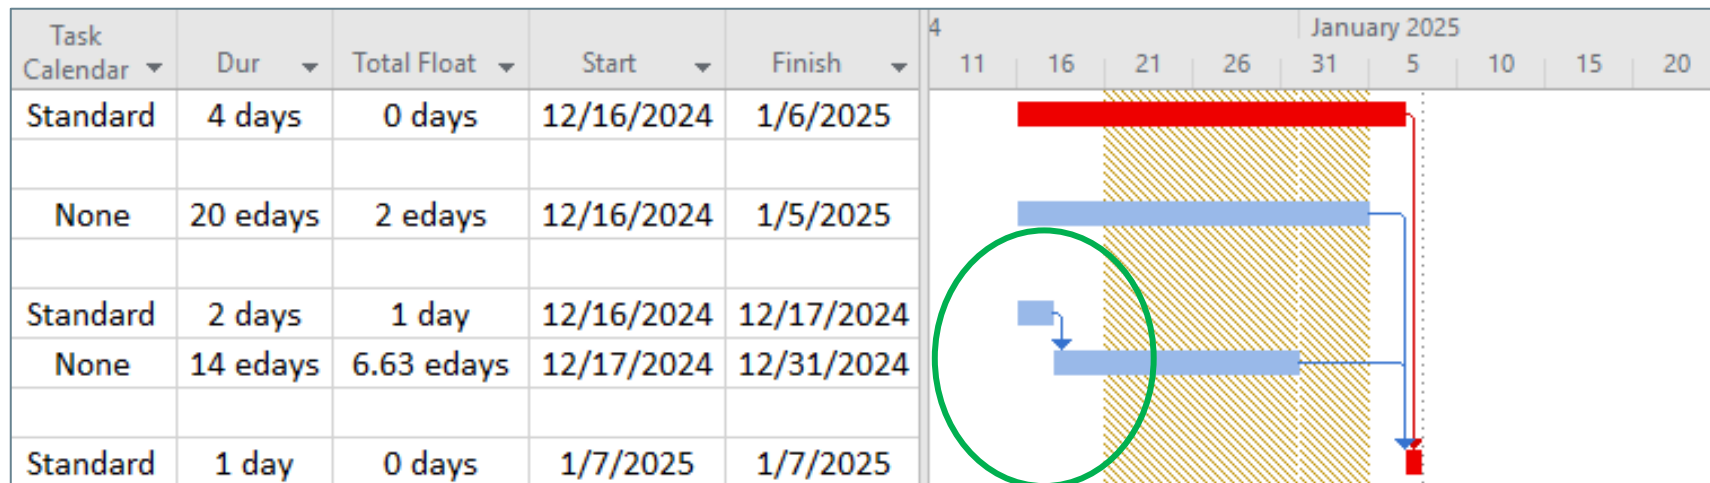 Task Calendar Dur Total Float Start Finish
4 January 2025
11 16 21 26 31 5 10 15 20
Standard 4 days 0 days 12/16/2024 1/6/2025
None 20 edays 2 edays 12/16/2024 1/5/2025
Standard 2 days 1 day 12/16/2024 12/17/2024
None 14 edays 6.63 edays 12/17/2024 12/31/2024
Standard 1 day 0 days 1/7/2025 1/7/2025